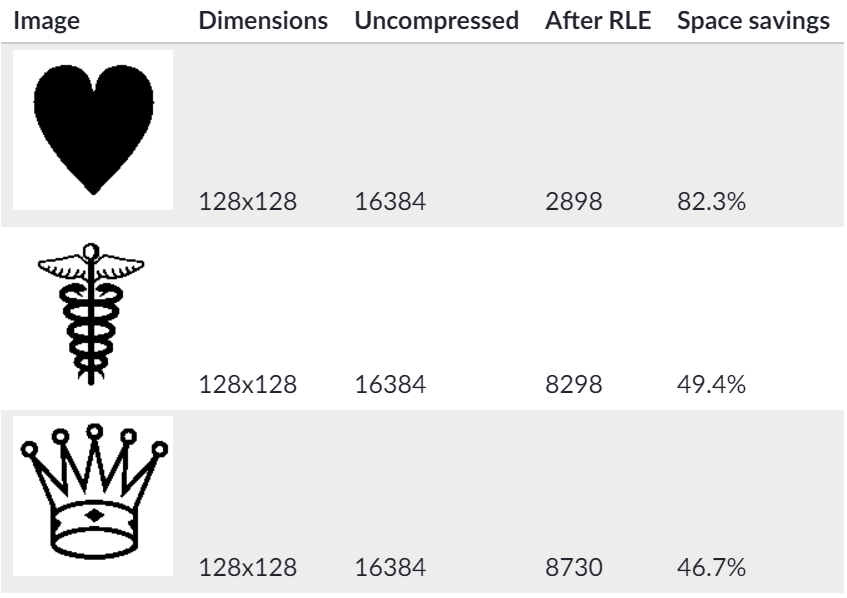 Image Dimensions Uncompressed After RLE Space savings
128x128 16384 2898 82.3%
128x128 16384 8298 49.4%
128x128 16384 8730 46.7%